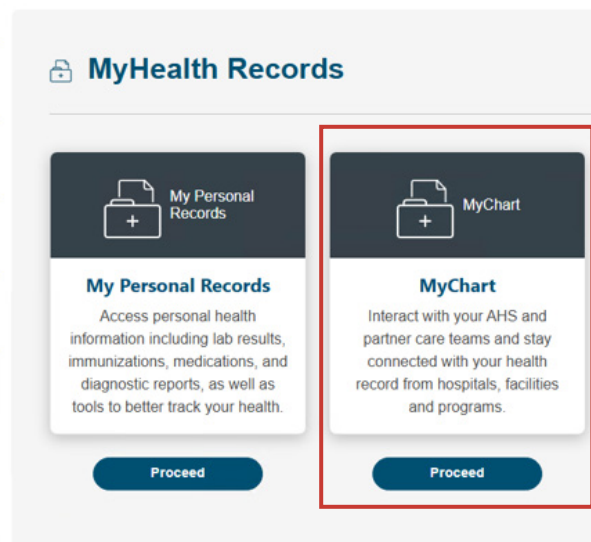 MyHealth Records
My Personal
Records
My Personal Records
Access personal health
information including lab results,
immunizations, medications, and
diagnostic reports, as well as
tools to better track your health.
Proceed
MyChart
MyChart
Interact with your AHS and
partner care teams and stay
connected with your health
record from hospitals, facilities
and programs.
Proceed